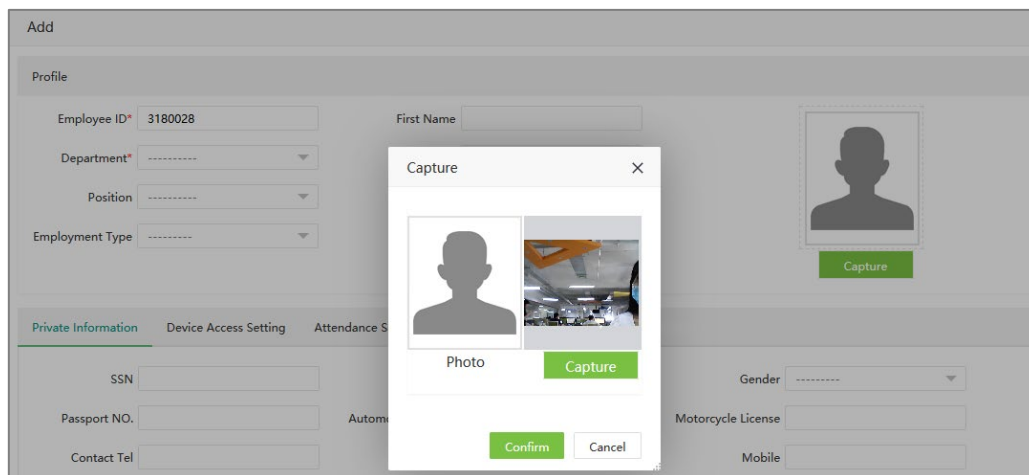 Add
Profile
Employee ID* 3180028 First Name
Department* ----------
Position ----------
Employment Type ---------
Capture
Capture
Photo Capture
Confirm Cancel
Private Information Device Access Setting Attendance S
SSN Gender ---------
Passport NO. Automo Motorcycle License
Contact Tel Mobile